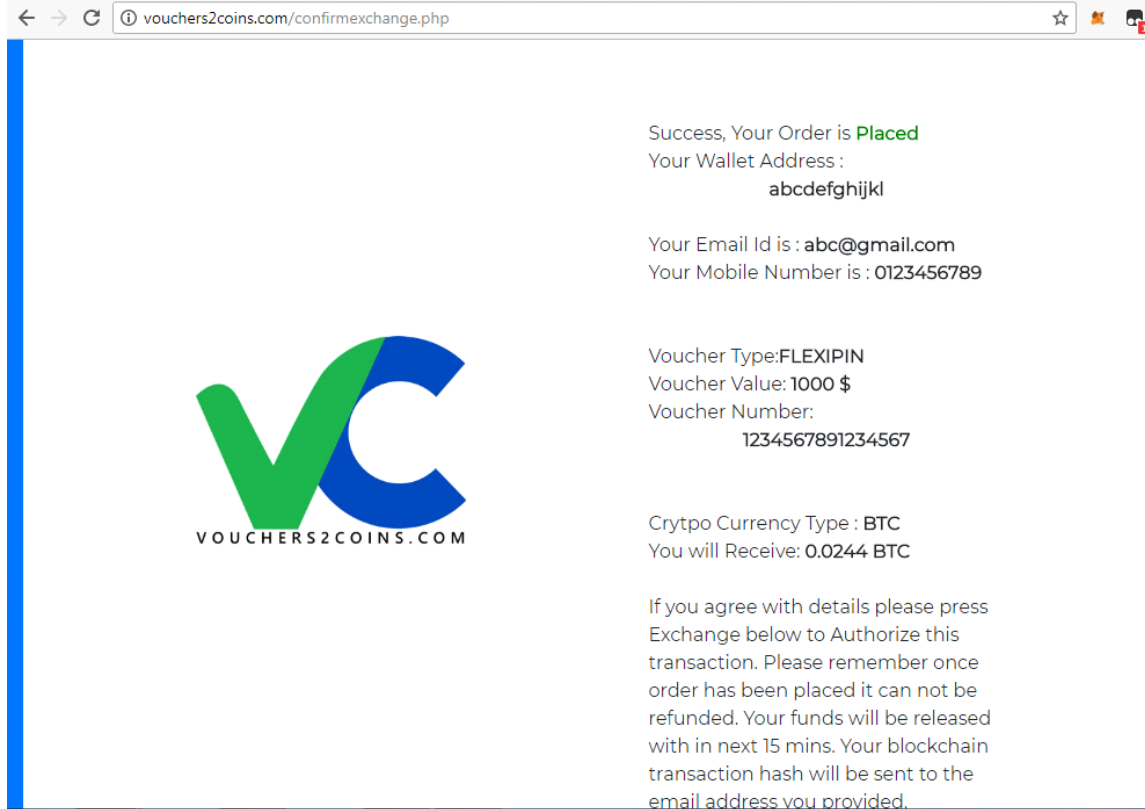 vouchers2coins.com/confirmexchange.php
Success, Your Order is Placed
Your Wallet Address :
abcdefghijkl
Your Email Id is : abc@gmail.com
Your Mobile Number is : 0123456789
Voucher Type:FLEXIPIN
Voucher Value: 1000 $
Voucher Number:
1234567891234567
VOUCHERS2COINS.COM
Crytpo Currency Type : BTC
You will Receive: 0.0244 BTC
If you agree with details please press
Exchange below to Authorize this
transaction. Please remember once
order has been placed it can not be
refunded. Your funds will be released
with in next 15 mins. Your blockchain
transaction hash will be sent to the
email address you provided.